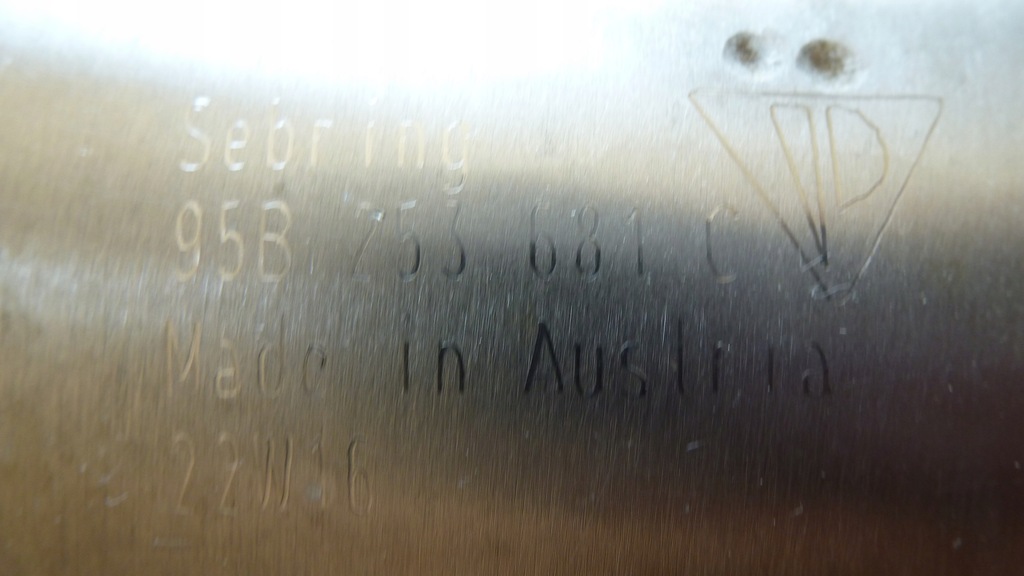 Sebring
95B 253 681 C
Made in Austria
22W16